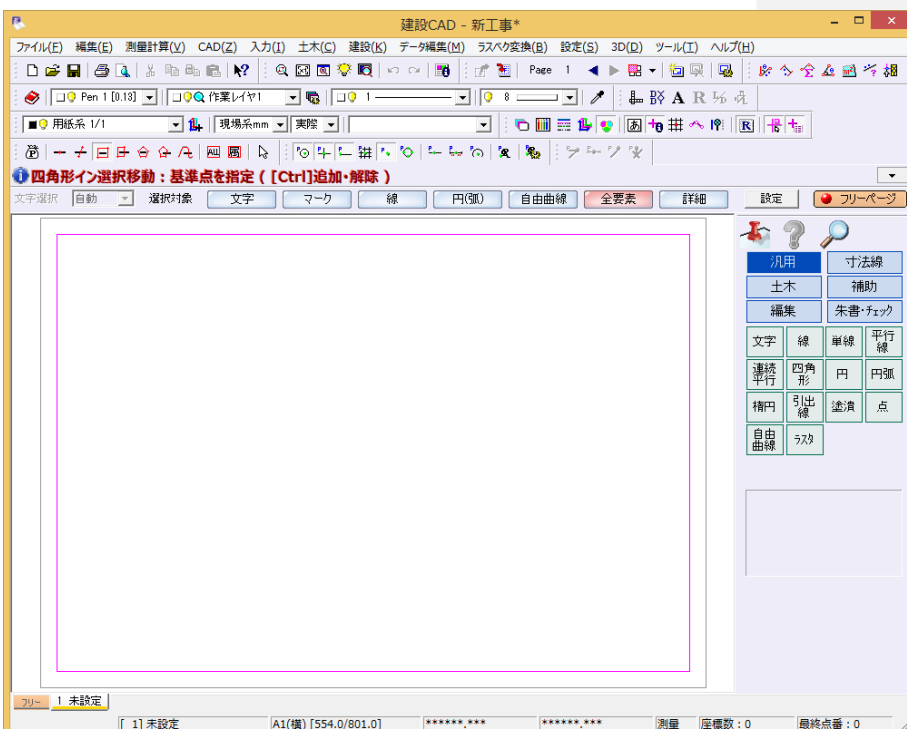 建設CAD - 新工事*
ファイル(F) 編集(E) 測量計算(V) CAD(Z) 入力(I) 土木(C) 建設(K) データ編集(M) ラスベク変換(B) 設定(S) 3D(D) ツール(T) ヘルプ(H)
Page 1
Pen 1 [0.13] 作業レイヤ1 1 8
用紙系 1/1 現場系mm 実際
四角形イン選択移動：基準点を指定 ( [Ctrl]追加・解除 )
文字選択 自動 選択対象 文字 マーク 線 円(弧) 自由曲線 全要素 詳細 設定 フリーページ
汎用 寸法線
土木 補助
編集 朱書・チェック
文字 線 単線 平行線
連続平行 四角形 円 円弧
楕円 引出線 塗潰 点
自由曲線 ラスタ
フリー 1 未設定
[ 1] 未設定 A1(横) [554.0/801.0] ******.*** ******.*** 測量 座標数：0 最終点番：0